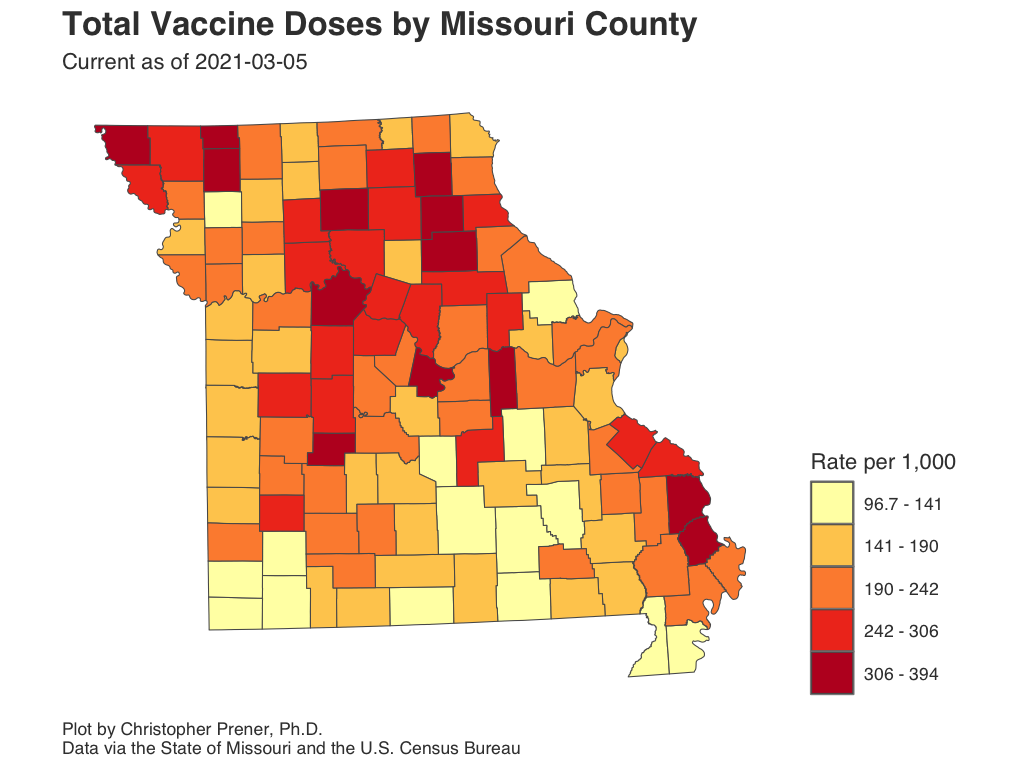 Total Vaccine Doses by Missouri County
Current as of 2021-03-05
Rate per 1,000
96.7 - 141
141 - 190
190 - 242
242 - 306
306 - 394
Plot by Christopher Prener, Ph.D.
Data via the State of Missouri and the U.S. Census Bureau